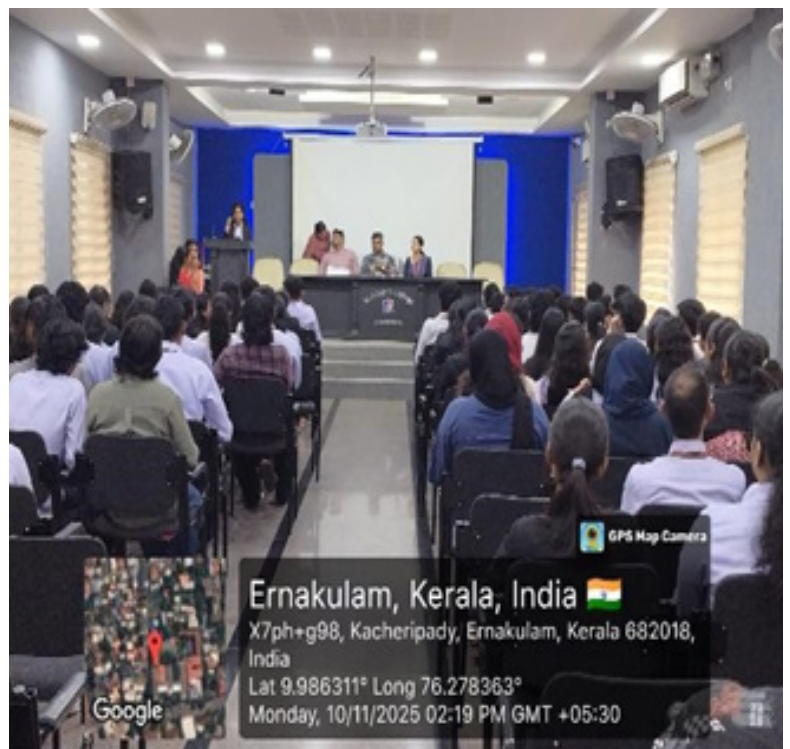 GPS Map Camera
Ernakulam, Kerala, India
X7ph+g98, Kacheripady, Ernakulam, Kerala 682018,
India
Lat 9.986311° Long 76.278363°
Monday, 10/11/2025 02:19 PM GMT +05:30
Google